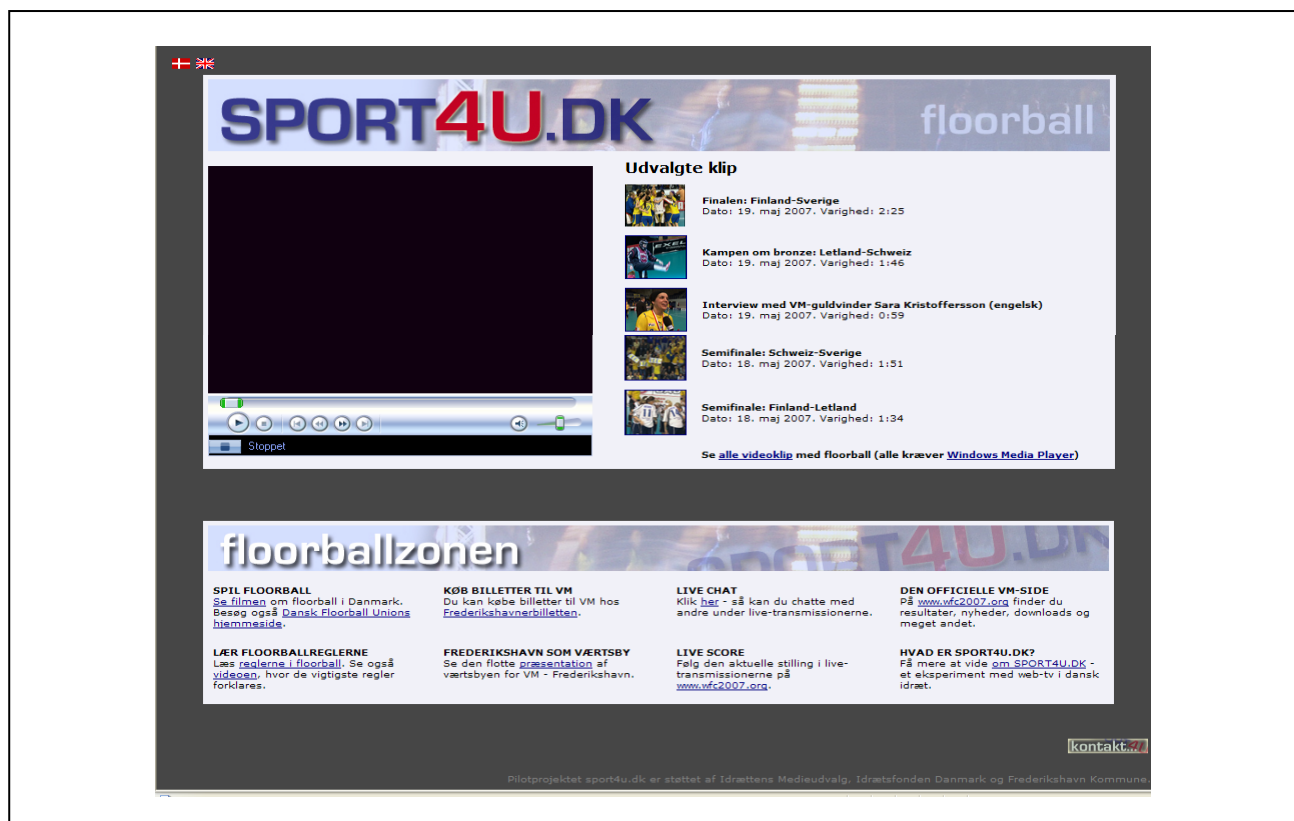 SPORT4U.DK
floorball
Udvalgte klip
Finalen: Finland-Sverige
Dato: 19. maj 2007. Varighed: 2:25
EXEL
Kampen om bronze: Letland-Schweiz
Dato: 19. maj 2007. Varighed: 1:46
Interview med VM-guldvinder Sara Kristoffersson (engelsk)
Dato: 19. maj 2007. Varighed: 0:59
Semifinale: Schweiz-Sverige
Dato: 18. maj 2007. Varighed: 1:51
Semifinale: Finland-Letland
Dato: 18. maj 2007. Varighed: 1:34
Stoppet
Se alle videoklip med floorball (alle kræver Windows Media Player)
floorballzonen
SPORT4U.DK
SPIL FLOORBALL
Se filmen om floorball i Danmark.
Besøg også Dansk Floorball Unions
hjemmeside.
KØB BILLETTER TIL VM
Du kan købe billetter til VM hos
Frederikshavnerbilletten.
LIVE CHAT
Klik her - så kan du chatte med
andre under live-transmissionerne.
DEN OFFICIELLE VM-SIDE
På www.wfc2007.org finder du
resultater, nyheder, downloads og
meget andet.
LÆR FLOORBALLREGLERNE
Læs reglerne i floorball. Se også
videoen, hvor de vigtigste regler
forklares.
FREDERIKSHAVN SOM VÆRTSBY
Se den flotte præsentation af
værtsbyen for VM - Frederikshavn.
LIVE SCORE
Følg den aktuelle stilling i live-
transmissionerne på
www.wfc2007.org.
HVAD ER SPORT4U.DK?
Få mere at vide om SPORT4U.DK -
et eksperiment med web-tv i dansk
idræt.
kontakt4U
Pilotprojektet sport4u.dk er støttet af Idrættens Medieudvalg, Idrætsfonden Danmark og Frederikshavn Kommune.